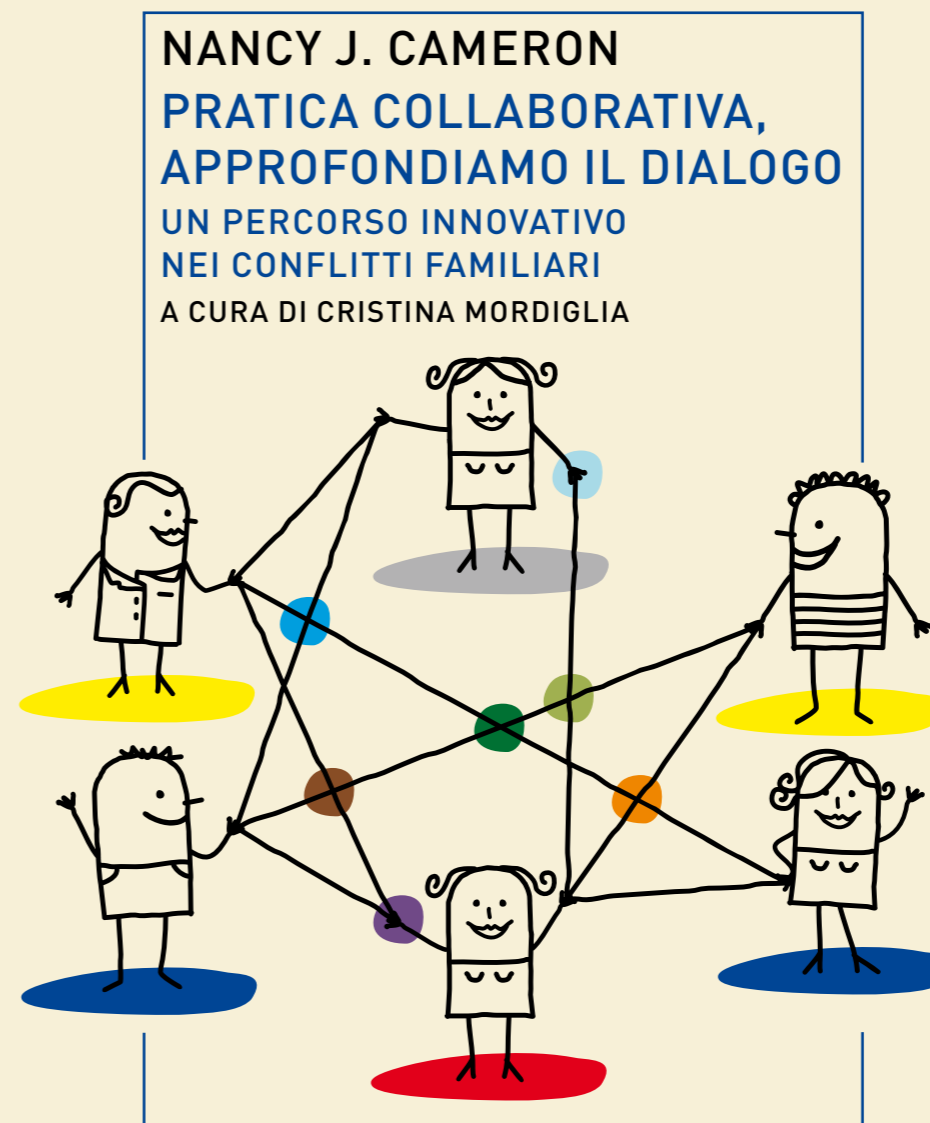 NANCY J. CAMERON
PRATICA COLLABORATIVA,
APPROFONDIAMO IL DIALOGO
UN PERCORSO INNOVATIVO
NEI CONFLITTI FAMILIARI
A CURA DI CRISTINA MORDIGLIA